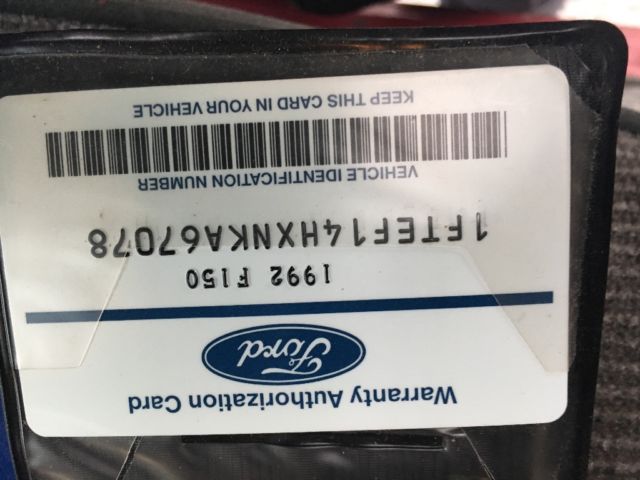 Warranty Authorization Card
Ford
1992 F150
1FTEF14HXNKA67078
VEHICLE IDENTIFICATION NUMBER
KEEP THIS CARD IN YOUR VEHICLE